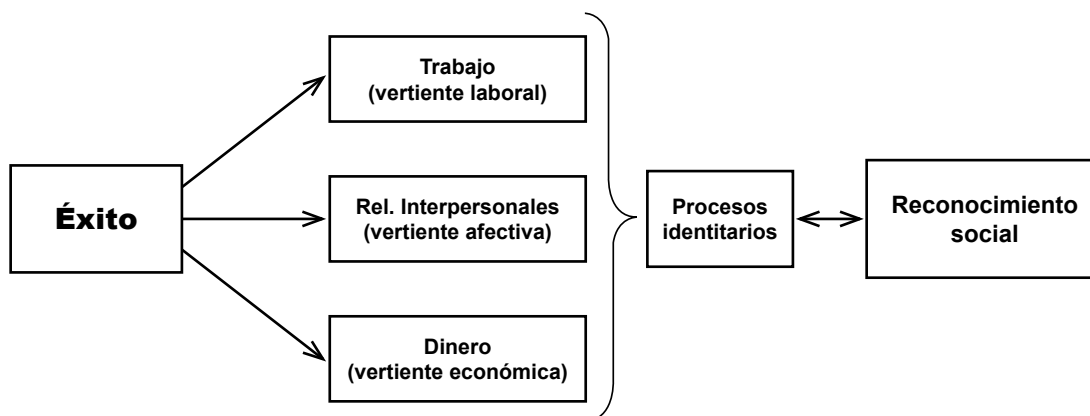 Trabajo
(vertiente laboral)
Éxito
Rel. Interpersonales
(vertiente afectiva)
Dinero
(vertiente económica)
Procesos
identitarios
Reconocimiento
social